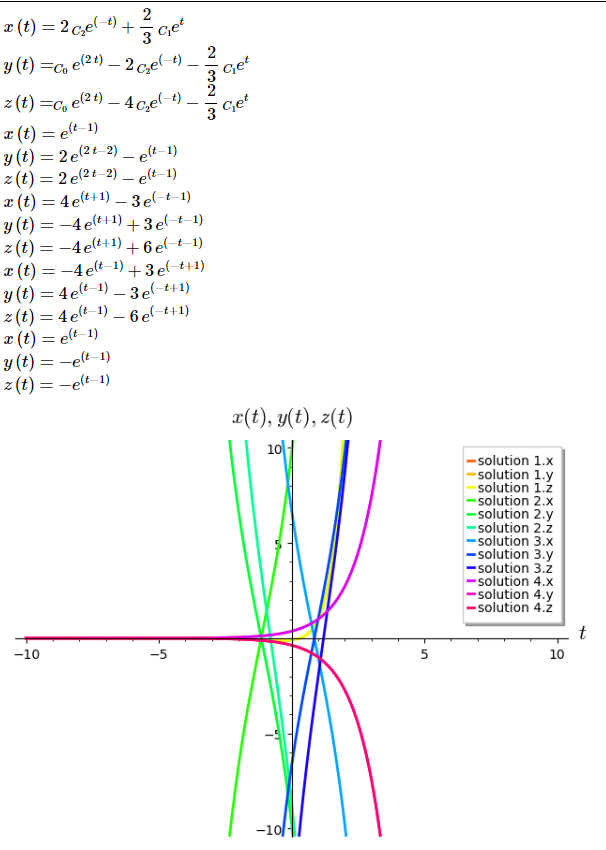 x (t) = 2 C₂e^(−t) + 2/3 C₁e^t
y (t) =C₀ e^(2 t) − 2 C₂e^(−t) − 2/3 C₁e^t
z (t) =C₀ e^(2 t) − 4 C₂e^(−t) − 2/3 C₁e^t
x (t) = e^(t−1)
y (t) = 2 e^(2 t−2) − e^(t−1)
z (t) = 2 e^(2 t−2) − e^(t−1)
x (t) = 4 e^(t+1) − 3 e^(−t−1)
y (t) = −4 e^(t+1) + 3 e^(−t−1)
z (t) = −4 e^(t+1) + 6 e^(−t−1)
x (t) = −4 e^(t−1) + 3 e^(−t+1)
y (t) = 4 e^(t−1) − 3 e^(−t+1)
z (t) = 4 e^(t−1) − 6 e^(−t+1)
x (t) = e^(t−1)
y (t) = −e^(t−1)
z (t) = −e^(t−1)
x(t), y(t), z(t)
10
5
−5
−10
−10
−5
5
10
t
solution 1.x
solution 1.y
solution 1.z
solution 2.x
solution 2.y
solution 2.z
solution 3.x
solution 3.y
solution 3.z
solution 4.x
solution 4.y
solution 4.z